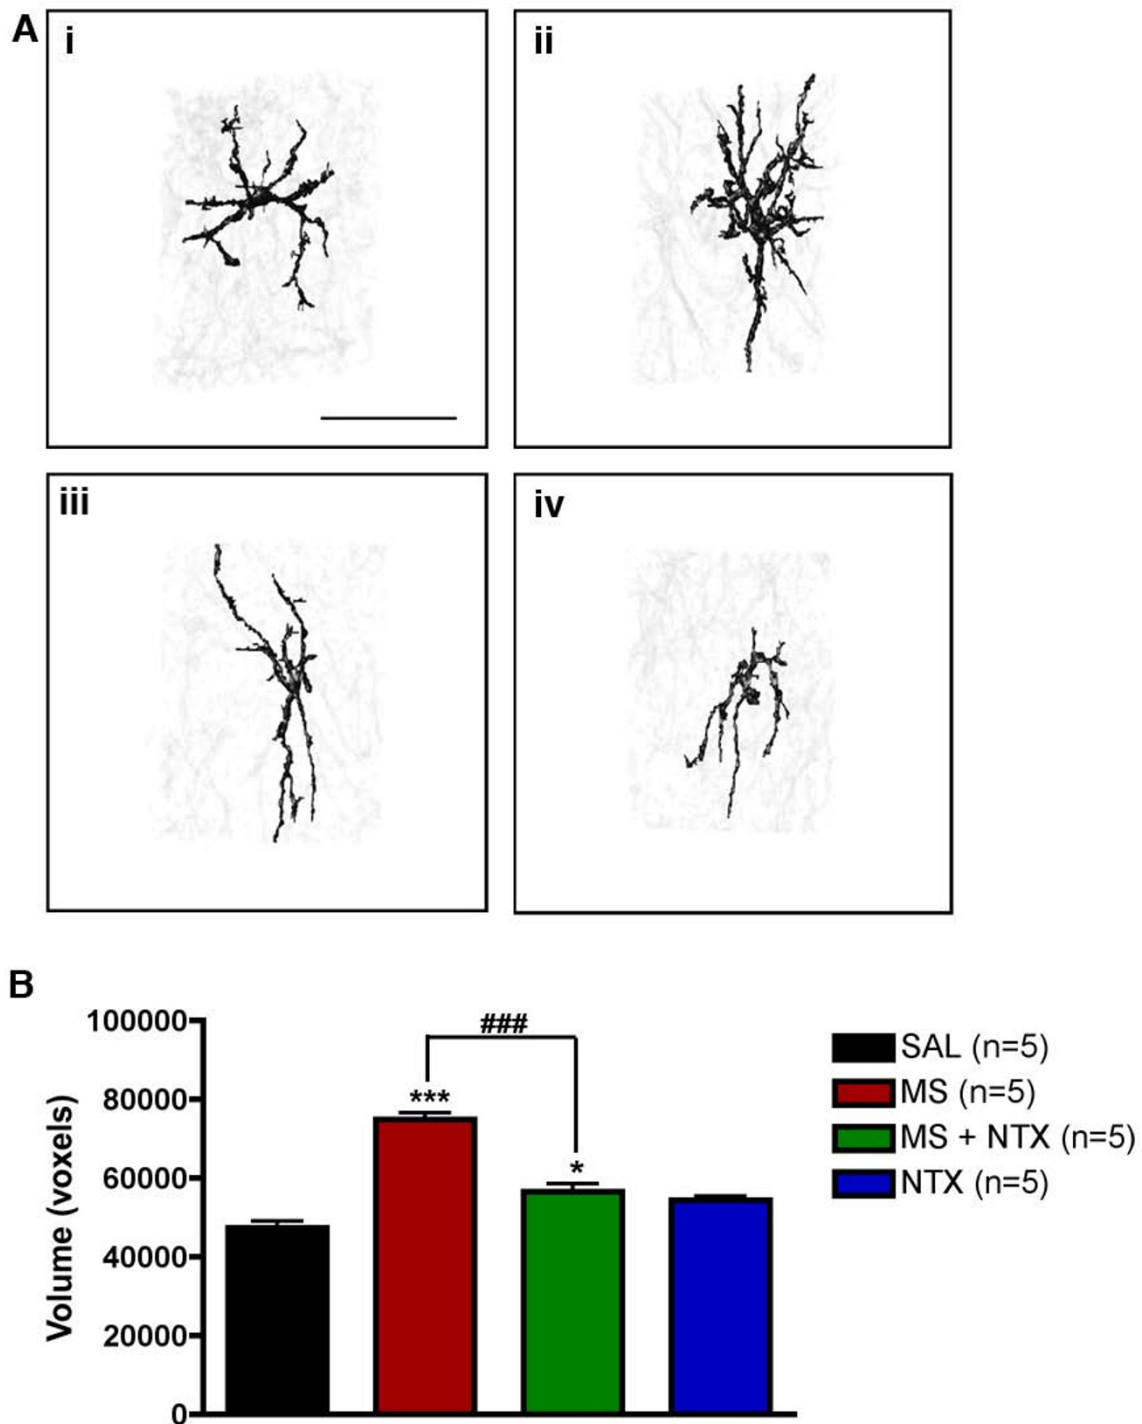 A
i
ii
iii
iv
B
Volume (voxels)
100000
80000
60000
40000
20000
0
###
***
*
SAL (n=5)
MS (n=5)
MS + NTX (n=5)
NTX (n=5)